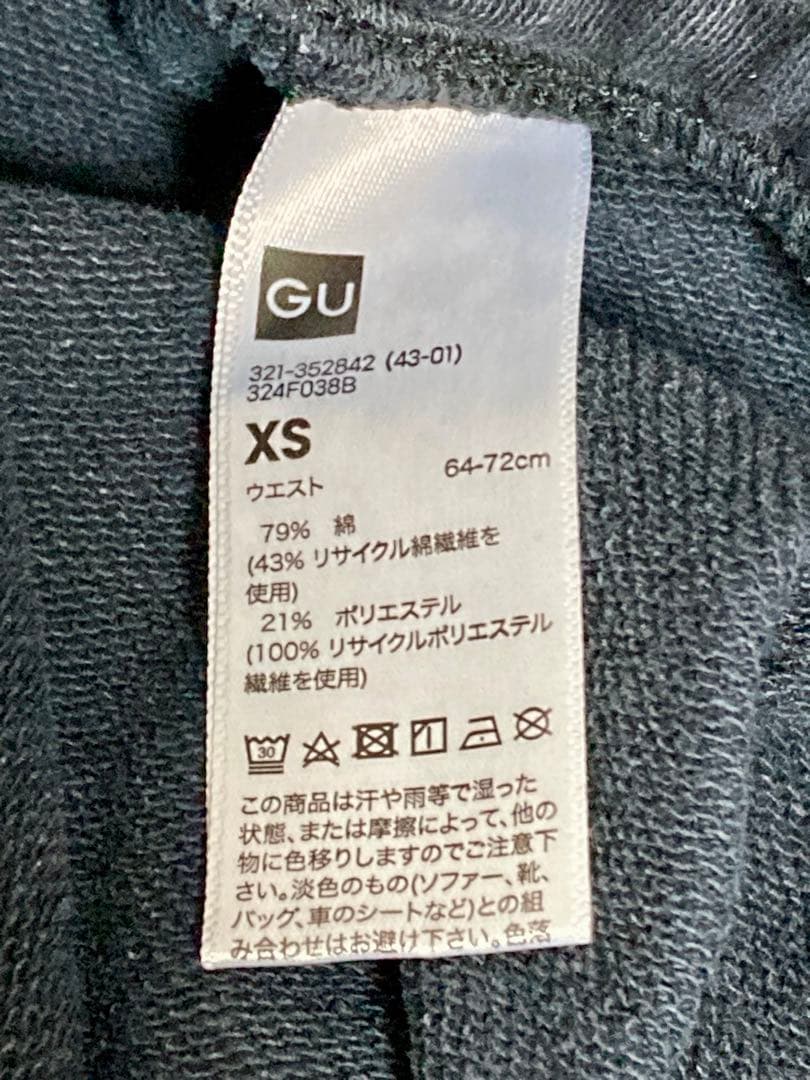 GU
321-352842 (43-01)
324F038B
XS
ウエスト 64-72cm
79% 綿
(43% リサイクル綿繊維を
使用)
21% ポリエステル
(100% リサイクルポリエステル
繊維を使用)
30
この商品は汗や雨等で湿った
状態、または摩擦によって、他の
物に色移りしますのでご注意下
さい。淡色のもの(ソファー、靴、
バッグ、車のシートなど)との組
み合わせはお避け下さい。色落